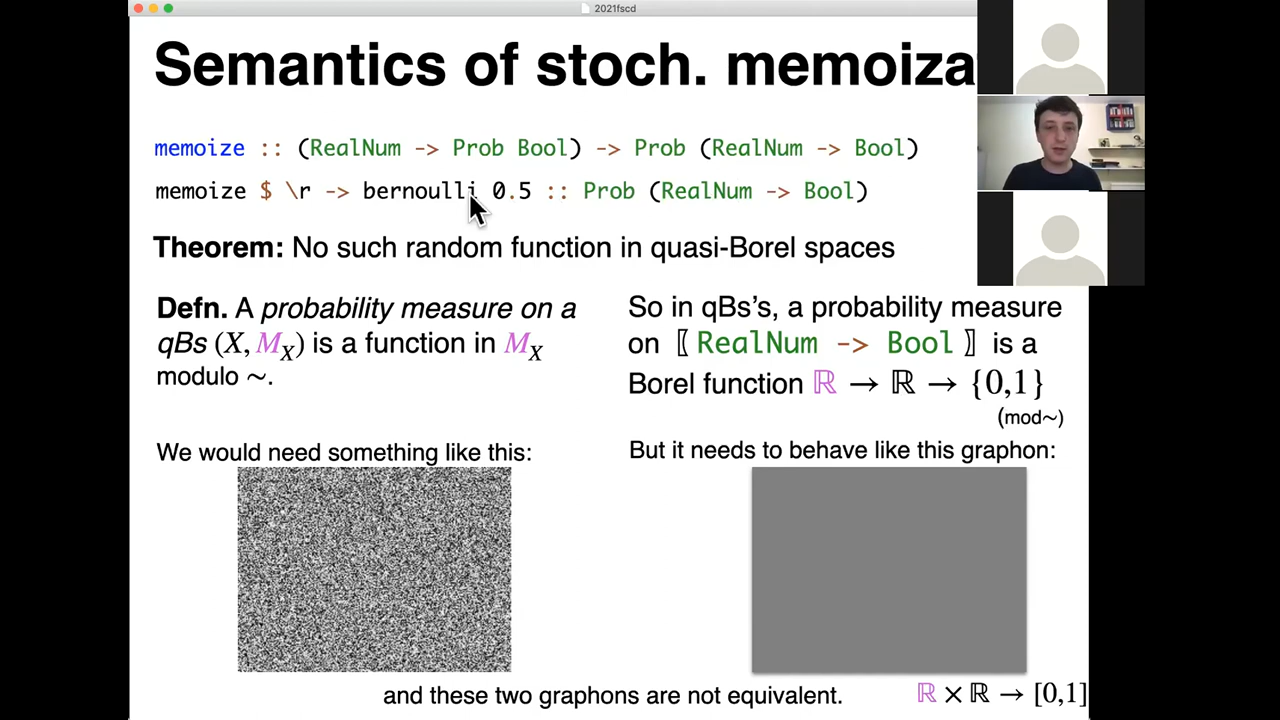 2021fscd
Semantics of stoch. memoiza
memoize :: (RealNum -> Prob Bool) -> Prob (RealNum -> Bool)
memoize $ \r -> bernoulli 0.5 :: Prob (RealNum -> Bool)
Theorem: No such random function in quasi-Borel spaces
Defn. A probability measure on a
qBs (X, M_X) is a function in M_X
modulo ~.
So in qBs's, a probability measure
on ⟦ RealNum -> Bool ⟧ is a
Borel function ℝ → ℝ → {0,1}
(mod~)
We would need something like this:
But it needs to behave like this graphon:
and these two graphons are not equivalent.
ℝ × ℝ → [0,1]